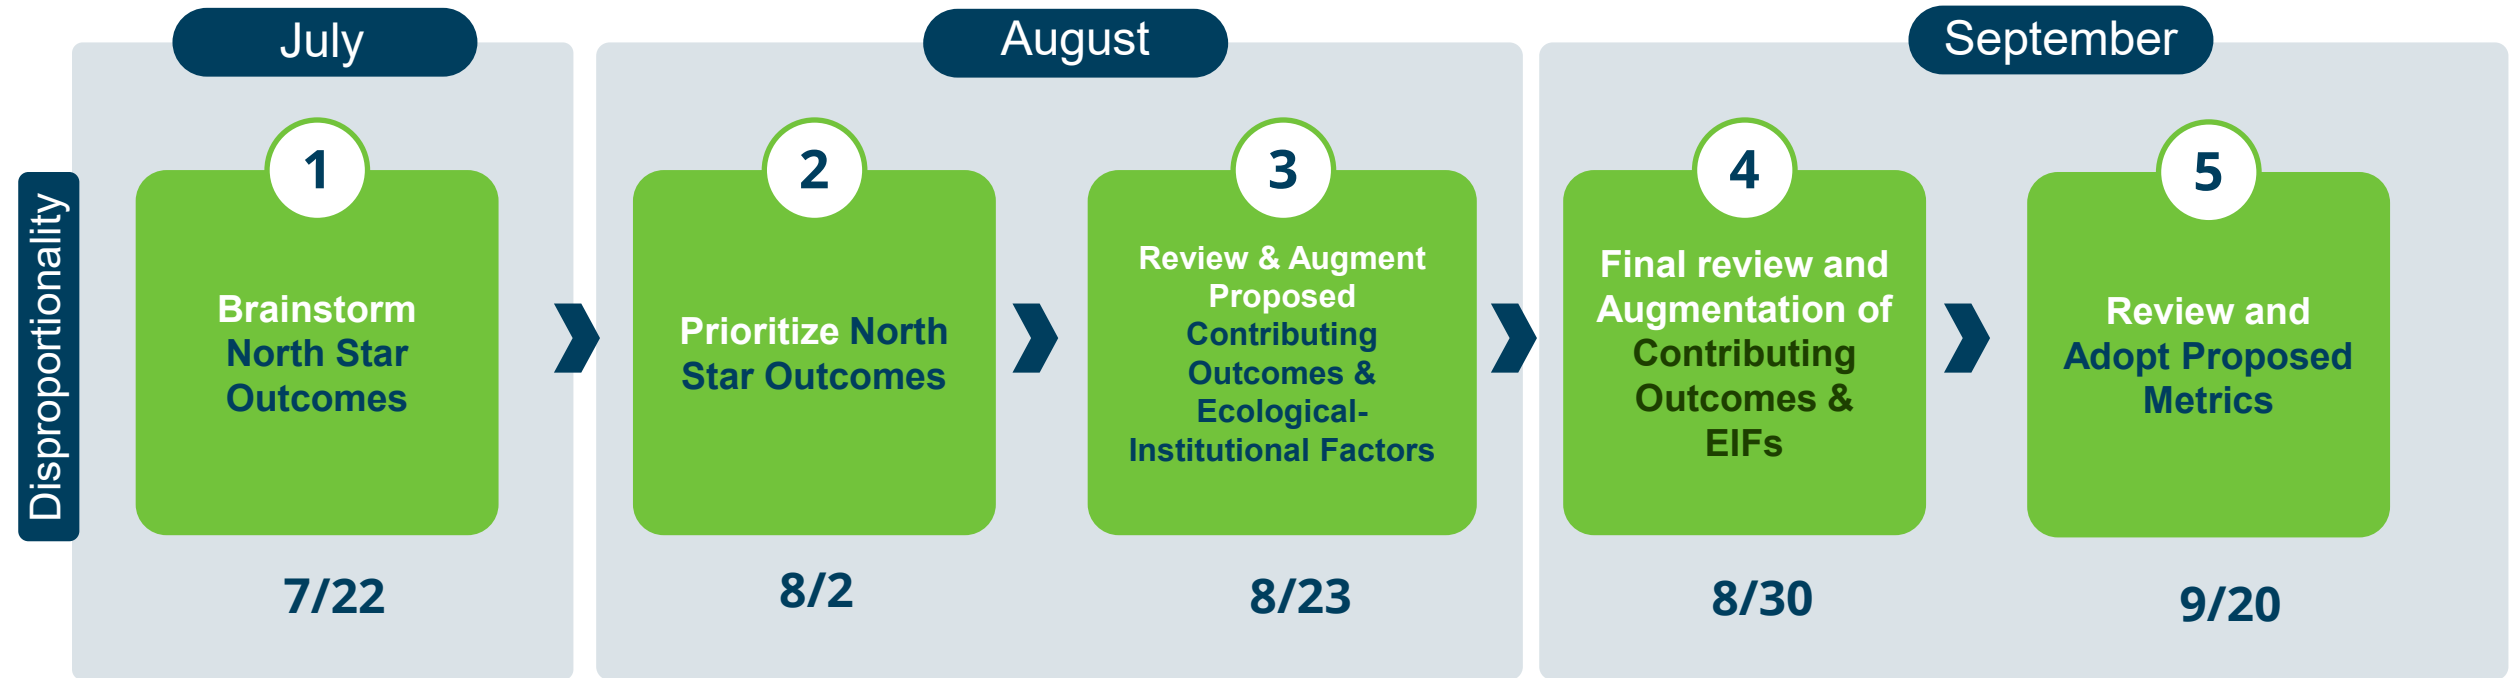 July
August
September
Disproportionality
1
Brainstorm
North Star
Outcomes
7/22
2
Prioritize North
Star Outcomes
8/2
3
Review & Augment
Proposed
Contributing
Outcomes &
Ecological-
Institutional Factors
8/23
4
Final review and
Augmentation of
Contributing
Outcomes &
EIFs
8/30
5
Review and
Adopt Proposed
Metrics
9/20